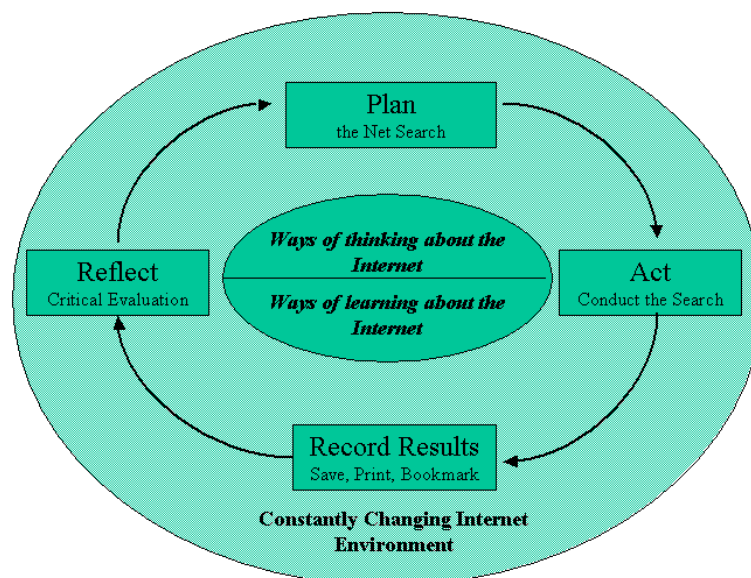 Plan
the Net Search
Ways of thinking about the
Internet
Ways of learning about the
Internet
Reflect
Critical Evaluation
Act
Conduct the Search
Record Results
Save, Print, Bookmark
Constantly Changing Internet
Environment